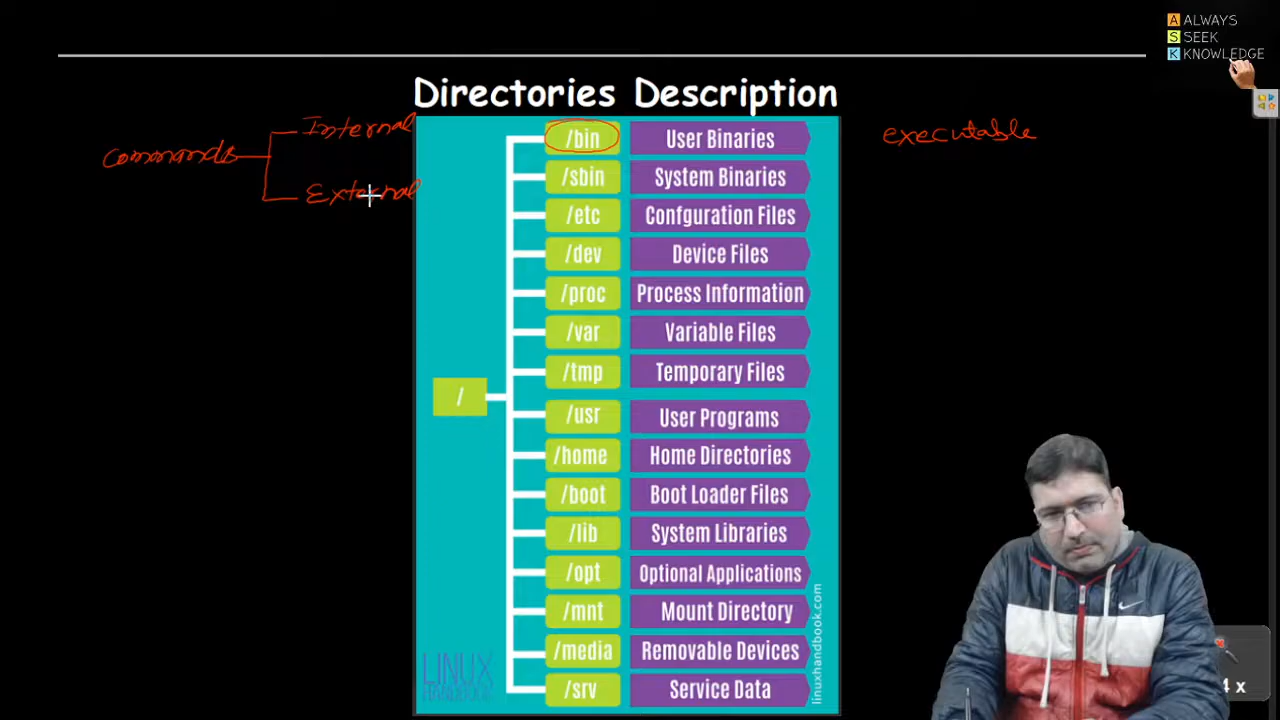 A ALWAYS
S SEEK
K KNOWLEDGE
Directories Description
Commands
Internal
External
executable
/
/bin User Binaries
/sbin System Binaries
/etc Confguration Files
/dev Device Files
/proc Process Information
/var Variable Files
/tmp Temporary Files
/usr User Programs
/home Home Directories
/boot Boot Loader Files
/lib System Libraries
/opt Optional Applications
/mnt Mount Directory
/media Removable Devices
/srv Service Data
LINUX
HANDBOOK
linuxhandbook.com
4 x